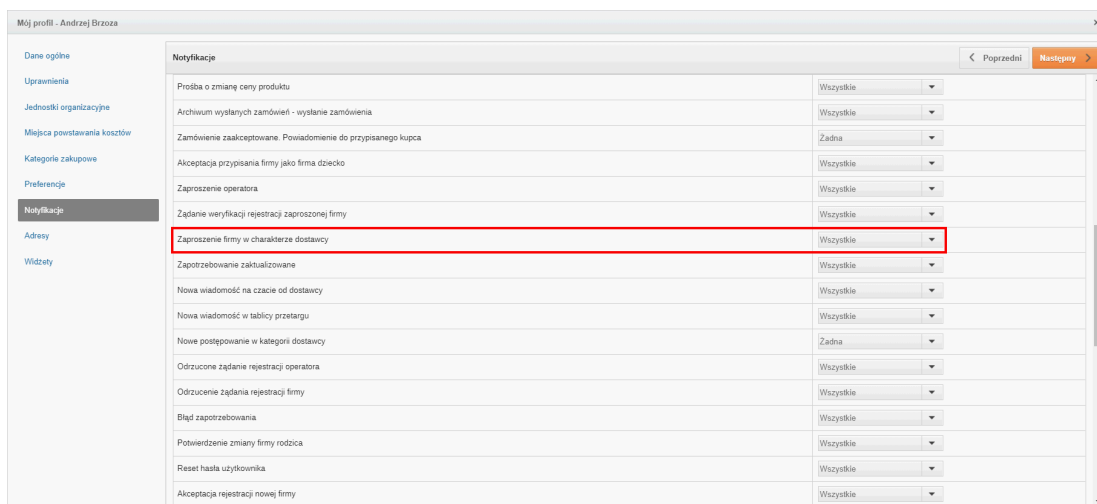 Mój profil - Andrzej Brzoza
Dane ogólne
Uprawnienia
Jednostki organizacyjne
Miejsca powstawania kosztów
Kategorie zakupowe
Preferencje
Notyfikacje
Adresy
Widżety
Notyfikacje
Poprzedni
Następny
Prośba o zmianę ceny produktu Wszystkie
Archiwum wysłanych zamówień - wysłanie zamówienia Wszystkie
Zamówienie zaakceptowane. Powiadomienie do przypisanego kupca Żadna
Akceptacja przypisania firmy jako firma dziecko Wszystkie
Zaproszenie operatora Wszystkie
Żądanie weryfikacji rejestracji zaproszonej firmy Wszystkie
Zaproszenie firmy w charakterze dostawcy Wszystkie
Zapotrzebowanie zaktualizowane Wszystkie
Nowa wiadomość na czacie od dostawcy Wszystkie
Nowa wiadomość w tablicy przetargu Wszystkie
Nowe postępowanie w kategorii dostawcy Żadna
Odrzucone żądanie rejestracji operatora Wszystkie
Odrzucenie żądania rejestracji firmy Wszystkie
Błąd zapotrzebowania Wszystkie
Potwierdzenie zmiany firmy rodzica Wszystkie
Reset hasła użytkownika Wszystkie
Akceptacja rejestracji nowej firmy Wszystkie